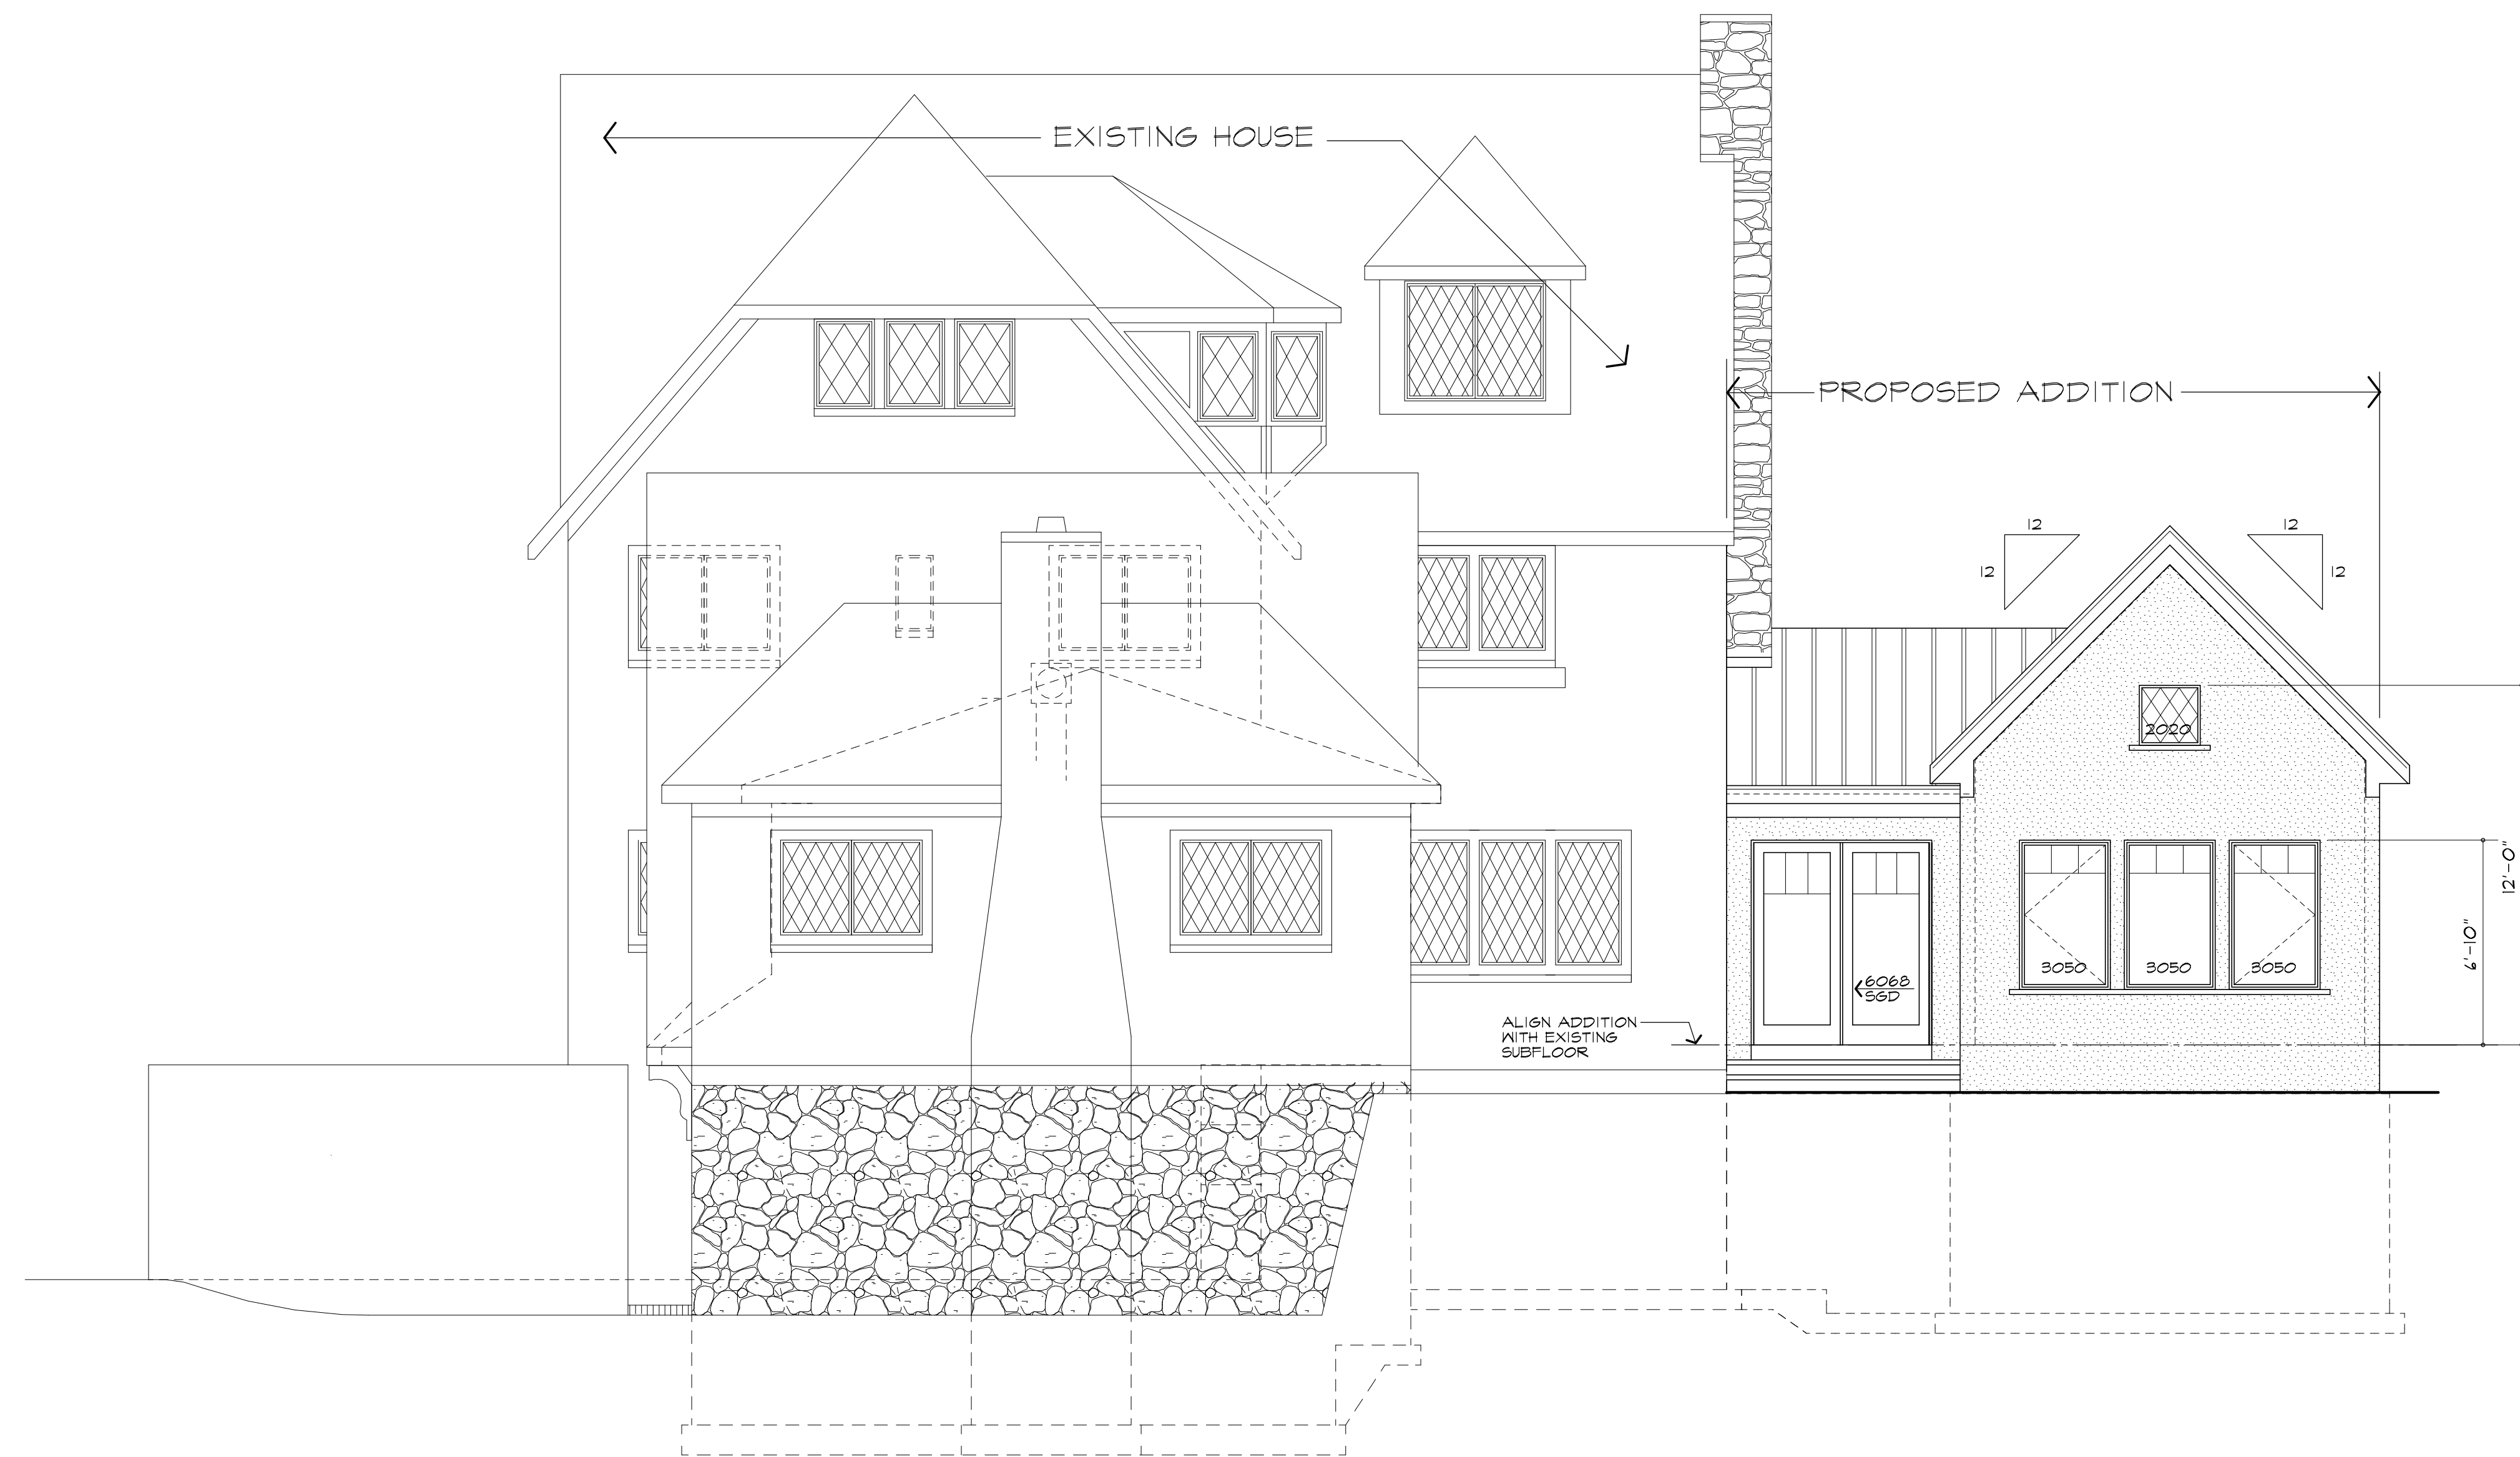 EXISTING HOUSE
PROPOSED ADDITION
12
12
12
12
2020
12'-0"
6'-10"
3050
3050
3050
6068
SGD
ALIGN ADDITION
WITH EXISTING
SUBFLOOR